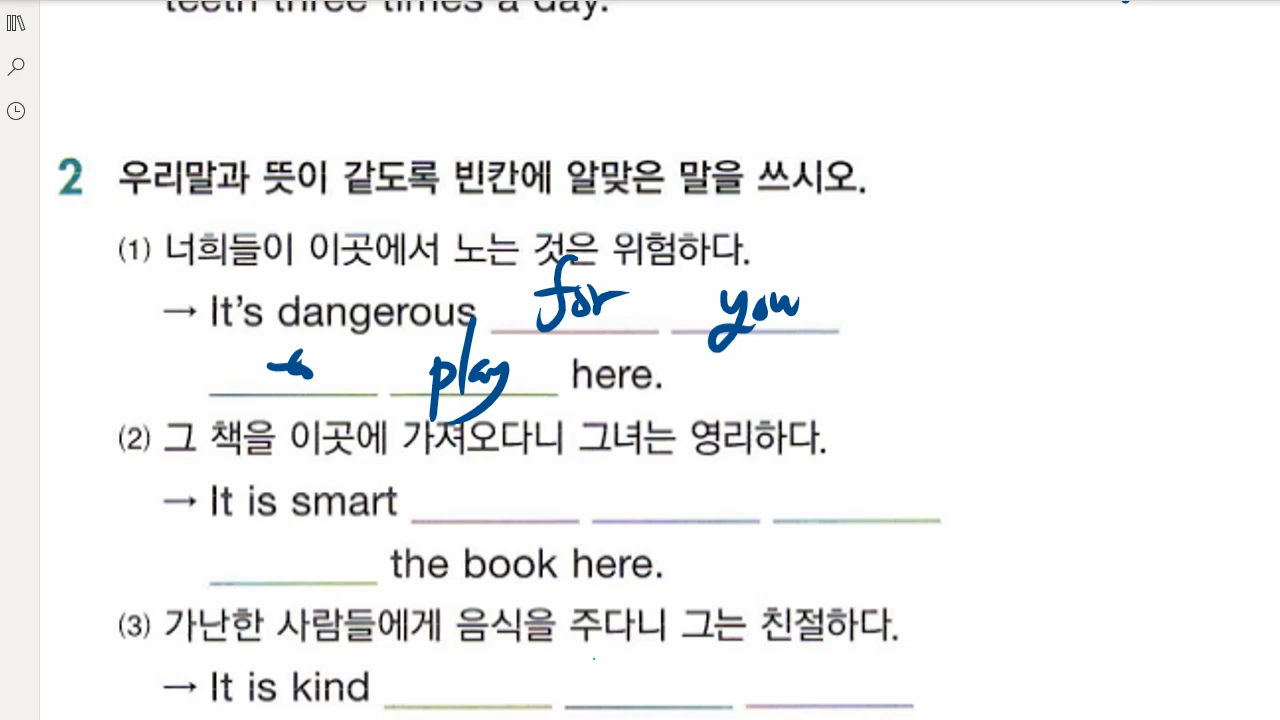 teeth three times a day.
2 우리말과 뜻이 같도록 빈칸에 알맞은 말을 쓰시오.
(1) 너희들이 이곳에서 노는 것은 위험하다.
→ It's dangerous for you
to play here.
(2) 그 책을 이곳에 가져오다니 그녀는 영리하다.
→ It is smart
the book here.
(3) 가난한 사람들에게 음식을 주다니 그는 친절하다.
→ It is kind